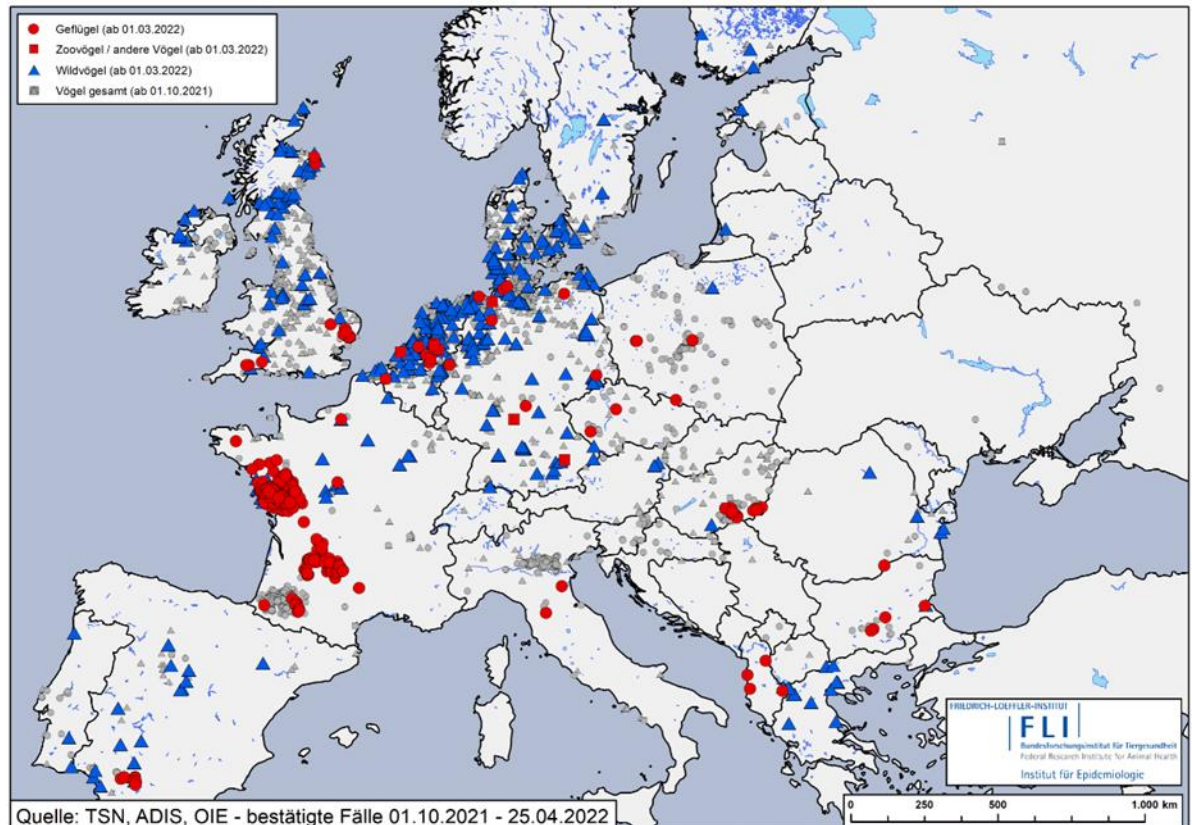 Geflügel (ab 01.03.2022)
Zoovögel / andere Vögel (ab 01.03.2022)
Wildvögel (ab 01.03.2022)
Vögel gesamt (ab 01.10.2021)
FRIEDRICH-LOEFFLER-INSTITUT
FLI
Bundesforschungsinstitut für Tiergesundheit
Federal Research Institute for Animal Health
Institut für Epidemiologie
Quelle: TSN, ADIS, OIE - bestätigte Fälle 01.10.2021 - 25.04.2022
0 250 500 1.000 km